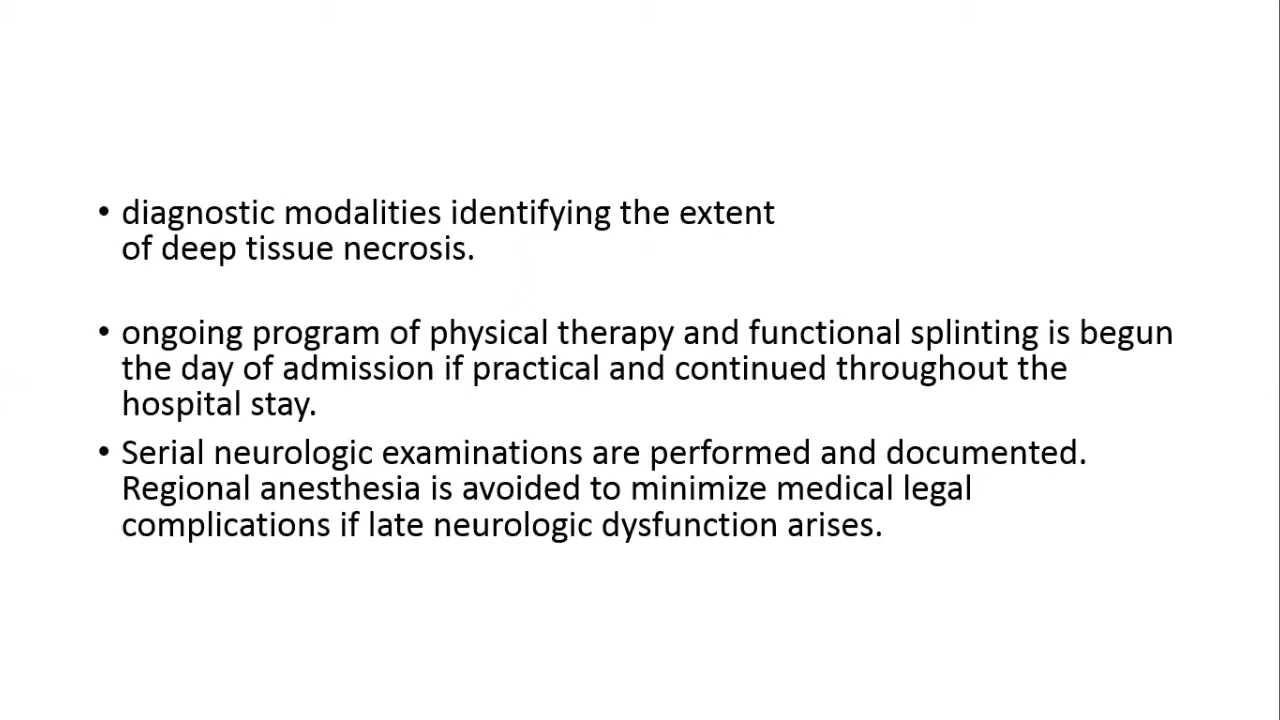 • diagnostic modalities identifying the extent
of deep tissue necrosis.
• ongoing program of physical therapy and functional splinting is begun
the day of admission if practical and continued throughout the
hospital stay.
• Serial neurologic examinations are performed and documented.
Regional anesthesia is avoided to minimize medical legal
complications if late neurologic dysfunction arises.